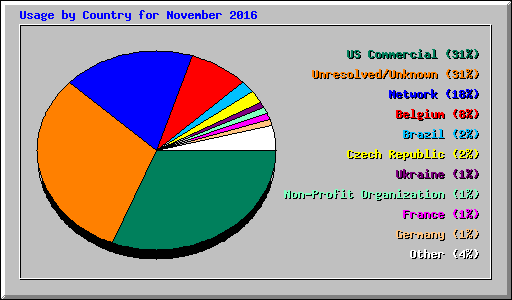 Usage by Country for November 2016
US Commercial (31%)
Unresolved/Unknown (31%)
Network (18%)
Belgium (8%)
Brazil (2%)
Czech Republic (2%)
Ukraine (1%)
Non-Profit Organization (1%)
France (1%)
Germany (1%)
Other (4%)